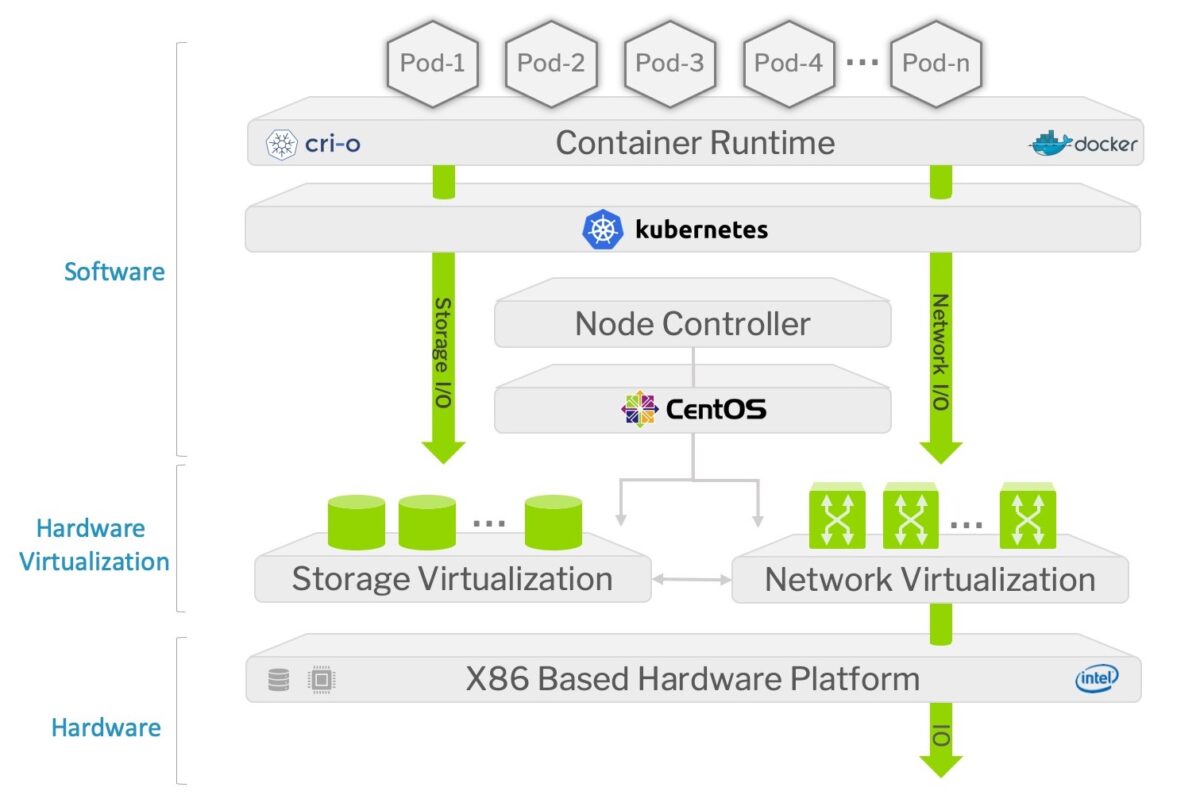 Pod-1
Pod-2
Pod-3
Pod-4
...
Pod-n
cri-o
Container Runtime
docker
kubernetes
Software
Storage I/O
Network I/O
Node Controller
CentOS
Hardware
Virtualization
...
...
Storage Virtualization
Network Virtualization
X86 Based Hardware Platform
intel
Hardware
IO